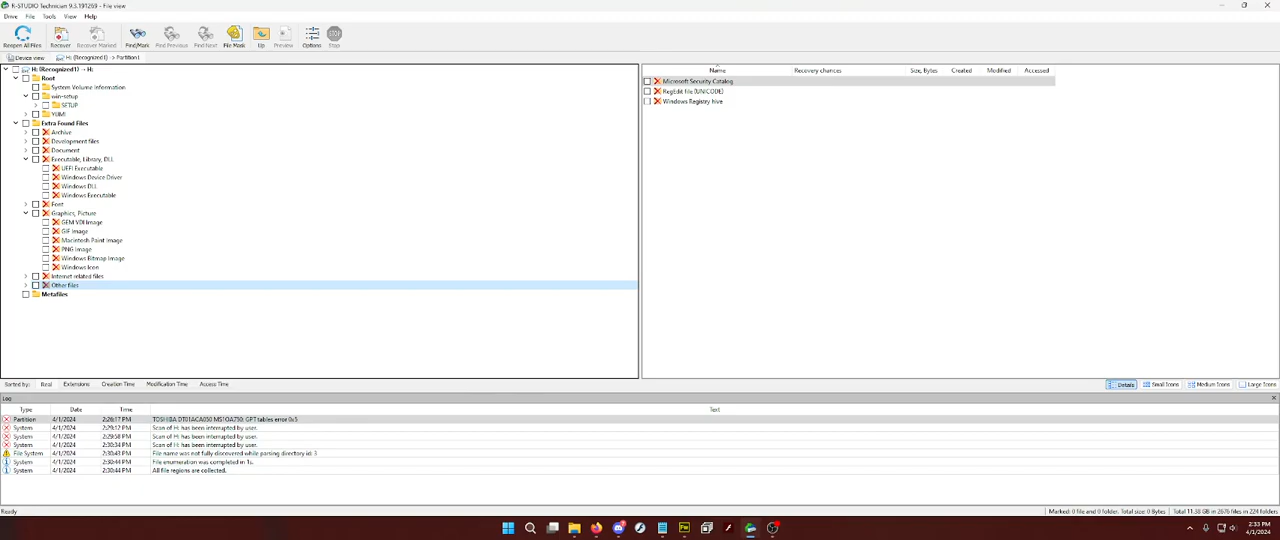 R-STUDIO Technician 9.3.191269 - File view
Drive File Tools View Help
Reopen All Files Recover Recover Marked Find/Mark Find Previous Find Next File Mask Up Preview Options Stop
Device view H: (Recognized1) -> Partition1
H: (Recognized1) -> H:
Root
System Volume Information
win-setup
SETUP
YUMI
Extra Found Files
Archive
Development files
Document
Executable, Library, DLL
UEFI Executable
Windows Device Driver
Windows DLL
Windows Executable
Font
Graphics, Picture
GEM VDI Image
GIF Image
Macintosh Paint Image
PNG Image
Windows Bitmap Image
Windows Icon
Internet related files
Other files
Metafiles
Name Recovery chances Size, Bytes Created Modified Accessed
Microsoft Security Catalog
RegEdit file (UNICODE)
Windows Registry hive
Sorted by: Real Extensions Creation Time Modification Time Access Time
Details Small Icons Medium Icons Large Icons
Log
Type Date Time Text
Partition 4/1/2024 2:26:17 PM TOSHIBA DT01ACA050 MS1OA750: GPT tables error 0x5
System 4/1/2024 2:29:12 PM Scan of H: has been interrupted by user.
System 4/1/2024 2:29:58 PM Scan of H: has been interrupted by user.
System 4/1/2024 2:30:34 PM Scan of H: has been interrupted by user.
File System 4/1/2024 2:30:43 PM File name was not fully discovered while parsing directory id: 3
System 4/1/2024 2:30:44 PM File enumeration was completed in 1s.
System 4/1/2024 2:30:44 PM All file regions are collected.
Ready Marked: 0 file and 0 folder. Total size: 0 Bytes Total 11.38 GB in 2676 files in 224 folders
2:33 PM
4/1/2024